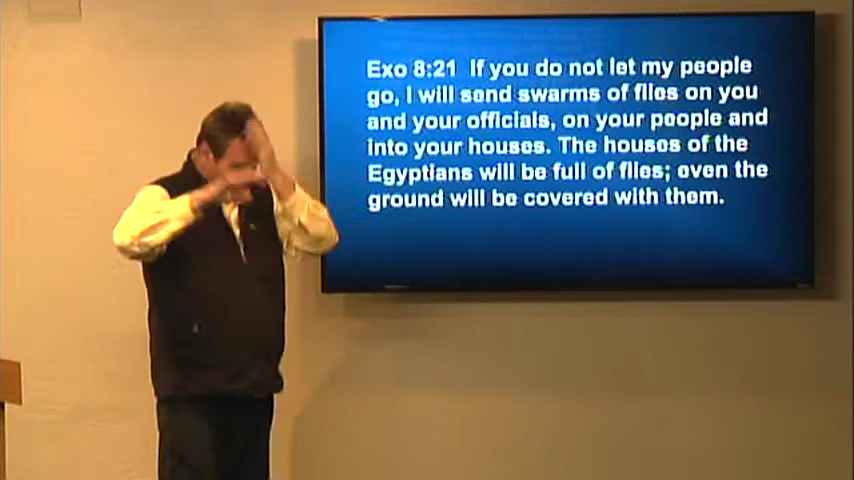 Exo 8:21 If you do not let my people
go, I will send swarms of flies on you
and your officials, on your people and
into your houses. The houses of the
Egyptians will be full of flies; even the
ground will be covered with them.